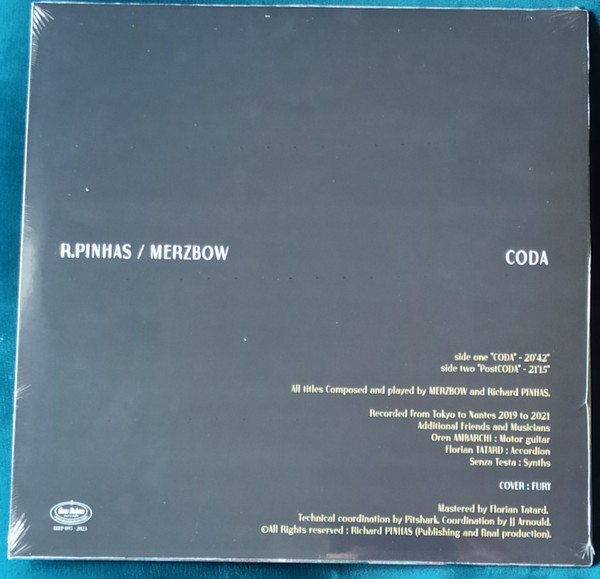 R.PINHAS / MERZBOW
CODA
side one "CODA" - 20'42"
side two "PostCODA" - 21'15"
All titles Composed and played by MERZBOW and Richard PINHAS.
Recorded from Tokyo to Nantes 2019 to 2021
Additional Friends and Musicians
Oren AMBARCHI : Motor guitar
Florian TATARD : Accordion
Senza Testa : Synths
COVER : FURY
Mastered by Florian Tatard.
Technical coordination by Pitshark. Coordination by JJ Arnould.
©All Rights reserved : Richard PINHAS (Publishing and final production).